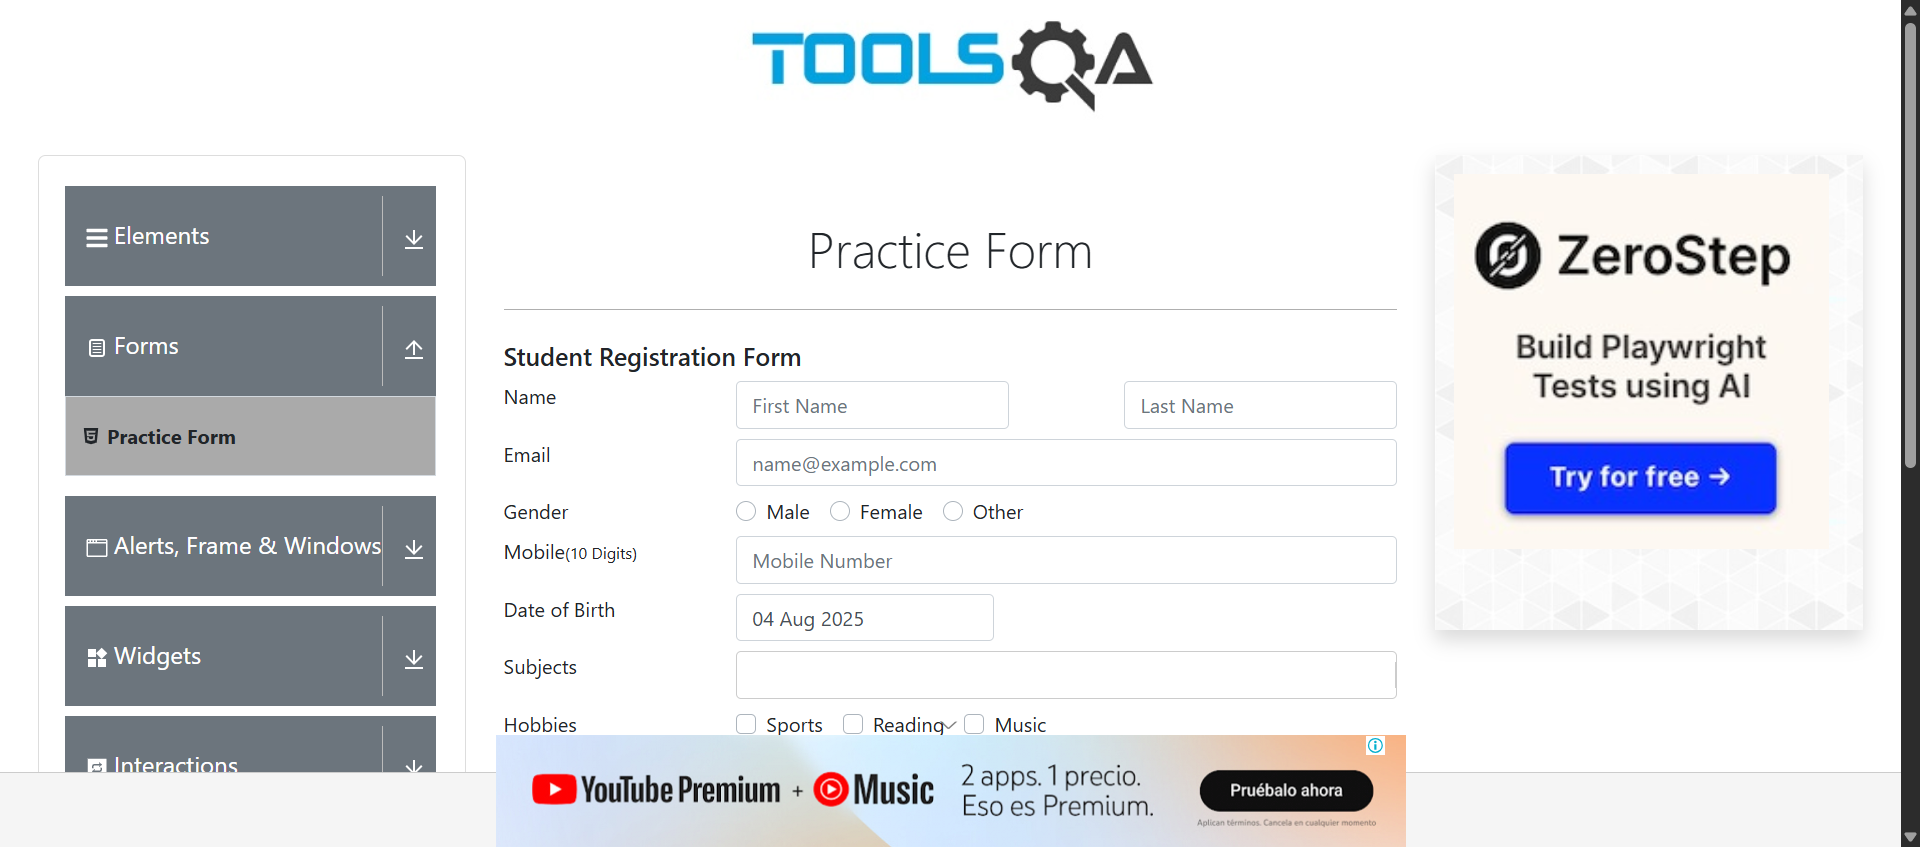 TOOLSQA
Elements
Forms
Practice Form
Alerts, Frame & Windows
Widgets
Interactions
Practice Form
Student Registration Form
Name
First Name
Last Name
Email
name@example.com
Gender
Male
Female
Other
Mobile(10 Digits)
Mobile Number
Date of Birth
04 Aug 2025
Subjects
Hobbies
Sports
Reading
Music
ZeroStep
Build Playwright
Tests using AI
Try for free →
YouTube Premium + Music
2 apps. 1 precio.
Eso es Premium.
Pruébalo ahora
Aplican términos. Cancela en cualquier momento